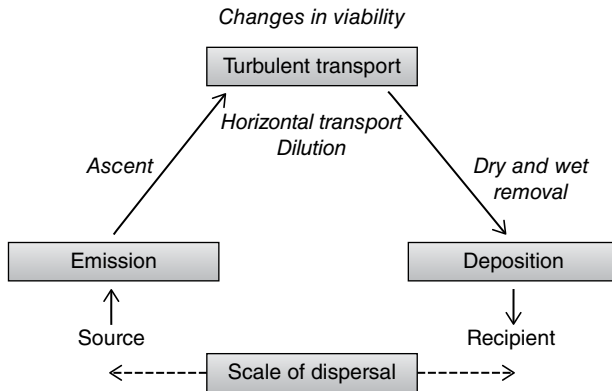 Changes in viability
Turbulent transport
Horizontal transport
Dilution
Ascent
Dry and wet
removal
Emission
Deposition
Source
Recipient
Scale of dispersal